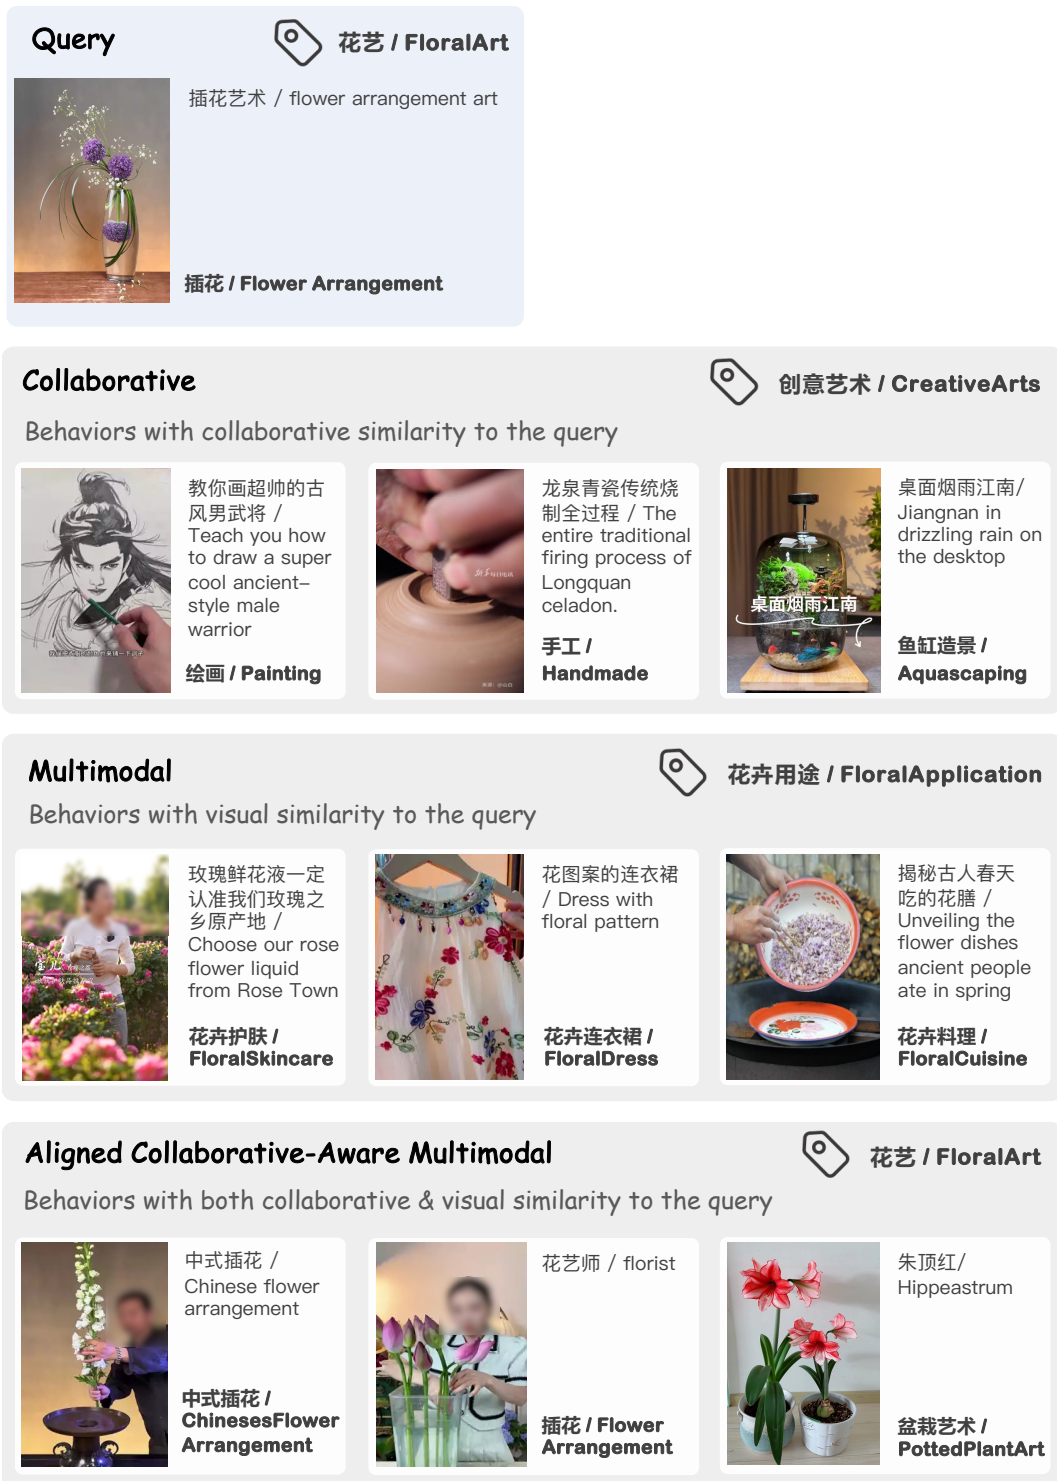 Query
花艺 / FloralArt
插花艺术 / flower arrangement art
插花 / Flower Arrangement
Collaborative
创意艺术 / CreativeArts
Behaviors with collaborative similarity to the query
教你画超帅的古
风男武将 /
Teach you how
to draw a super
cool ancient-
style male
warrior
绘画 / Painting
龙泉青瓷传统烧
制全过程 / The
entire traditional
firing process of
Longquan
celadon.
手工 /
Handmade
桌面烟雨江南
桌面烟雨江南/
Jiangnan in
drizzling rain on
the desktop
鱼缸造景 /
Aquascaping
Multimodal
花卉用途 / FloralApplication
Behaviors with visual similarity to the query
玫瑰鲜花液一定
认准我们玫瑰之
乡原产地 /
Choose our rose
flower liquid
from Rose Town
花卉护肤 /
FloralSkincare
花图案的连衣裙
/ Dress with
floral pattern
花卉连衣裙 /
FloralDress
揭秘古人春天
吃的花膳 /
Unveiling the
flower dishes
ancient people
ate in spring
花卉料理 /
FloralCuisine
Aligned Collaborative-Aware Multimodal
花艺 / FloralArt
Behaviors with both collaborative & visual similarity to the query
中式插花 /
Chinese flower
arrangement
中式插花 /
ChinesesFlower
Arrangement
花艺师 / florist
插花 / Flower
Arrangement
朱顶红/
Hippeastrum
盆栽艺术 /
PottedPlantArt